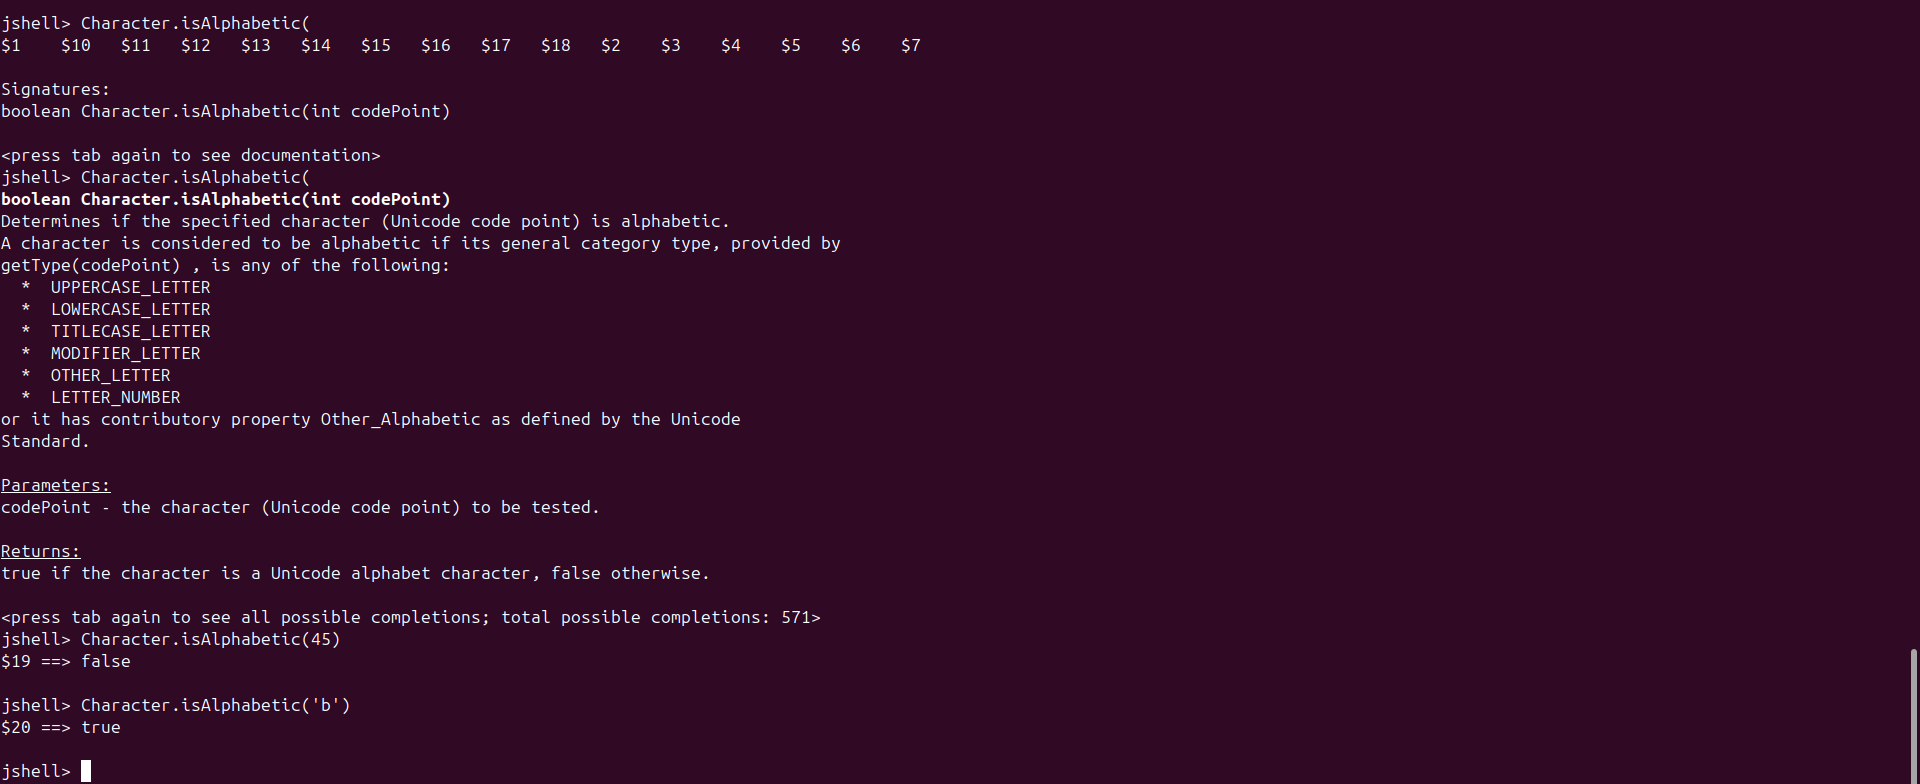 jshell> Character.isAlphabetic(
$1    $10   $11   $12   $13   $14   $15   $16   $17   $18   $2    $3    $4    $5    $6    $7

Signatures:
boolean Character.isAlphabetic(int codePoint)

<press tab again to see documentation>
jshell> Character.isAlphabetic(
boolean Character.isAlphabetic(int codePoint)
Determines if the specified character (Unicode code point) is alphabetic.
A character is considered to be alphabetic if its general category type, provided by
getType(codePoint) , is any of the following:
  *  UPPERCASE_LETTER
  *  LOWERCASE_LETTER
  *  TITLECASE_LETTER
  *  MODIFIER_LETTER
  *  OTHER_LETTER
  *  LETTER_NUMBER
or it has contributory property Other_Alphabetic as defined by the Unicode
Standard.

Parameters:
codePoint - the character (Unicode code point) to be tested.

Returns:
true if the character is a Unicode alphabet character, false otherwise.

<press tab again to see all possible completions; total possible completions: 571>
jshell> Character.isAlphabetic(45)
$19 ==> false

jshell> Character.isAlphabetic('b')
$20 ==> true

jshell>